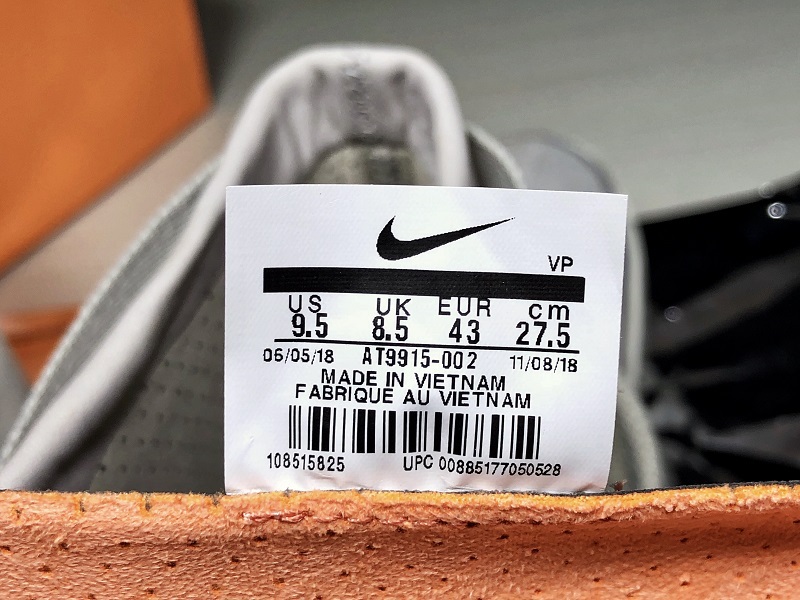 VP
US UK EUR cm
9.5 8.5 43 27.5
06/05/18 AT9915-002 11/08/18
MADE IN VIETNAM
FABRIQUE AU VIETNAM
108515825 UPC 00885177050528